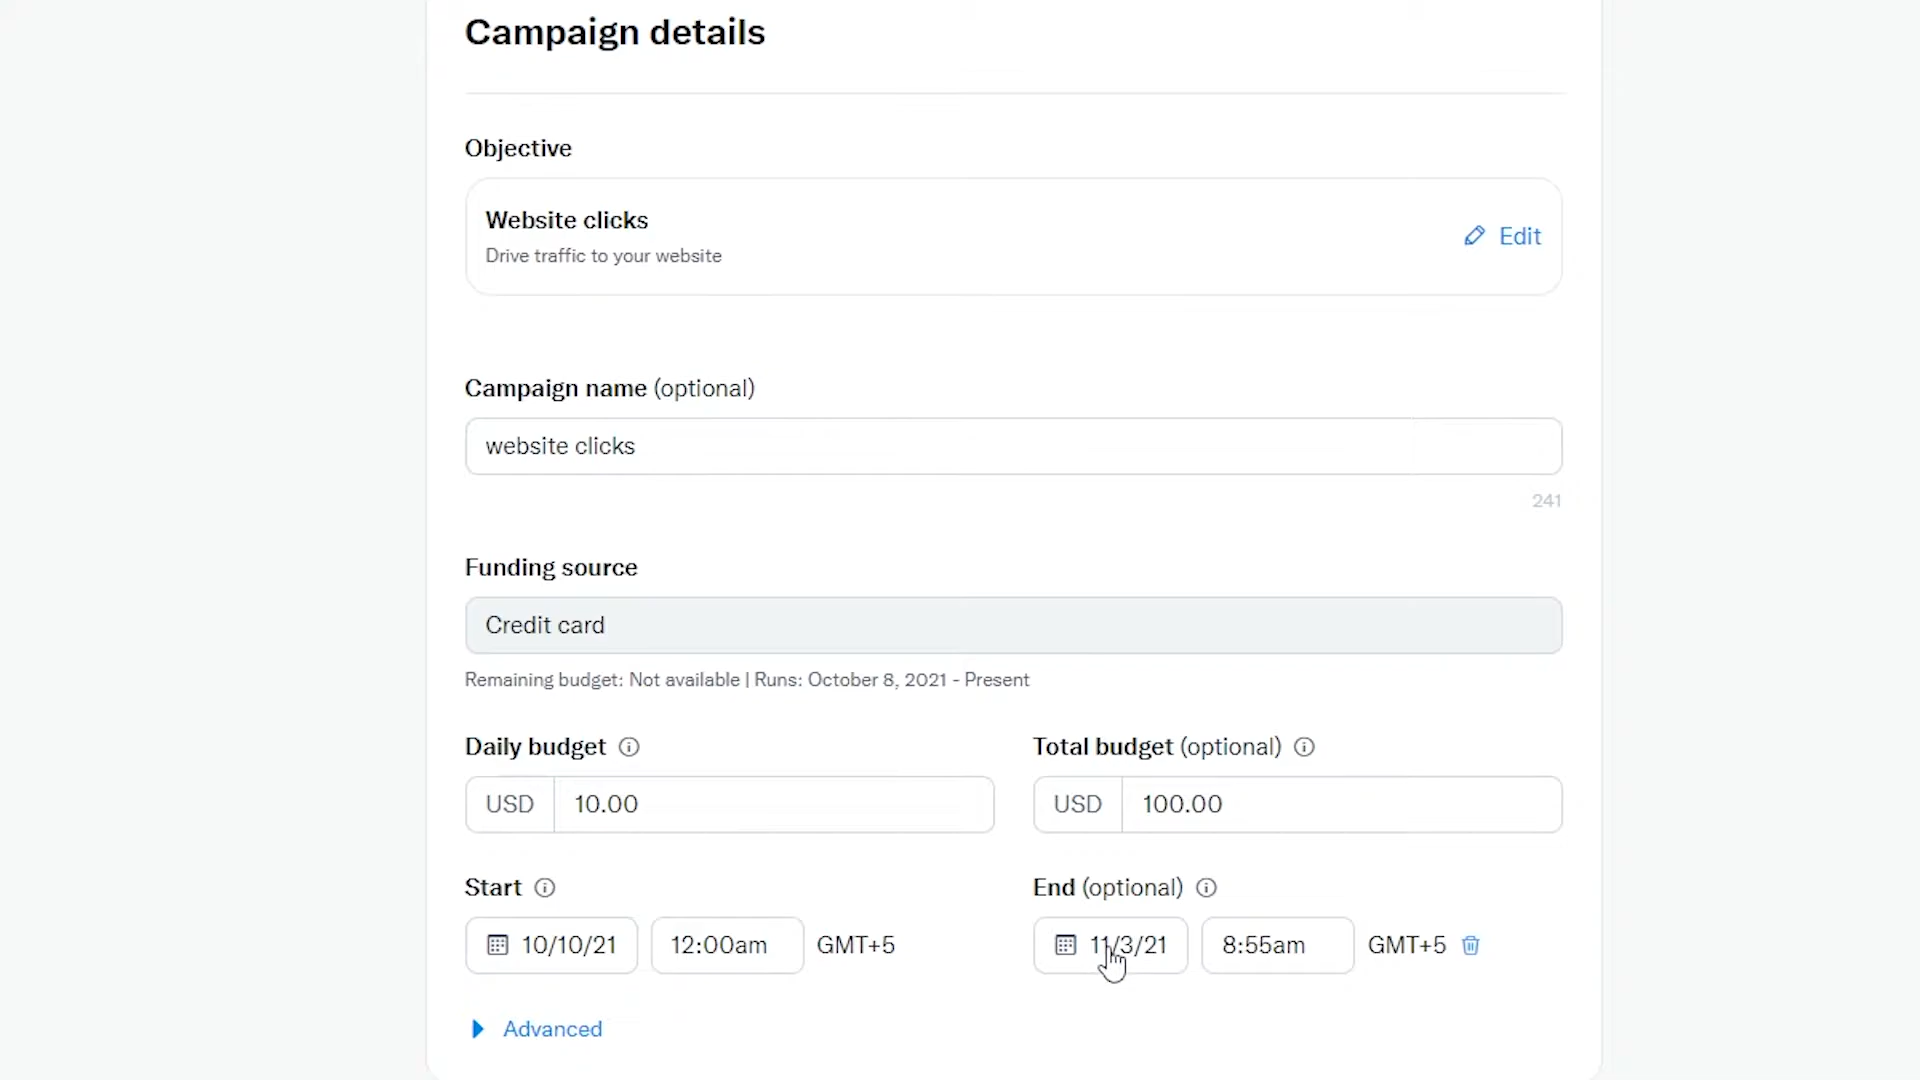 Campaign details
Objective
Website clicks
Drive traffic to your website
Edit
Campaign name (optional)
website clicks
241
Funding source
Credit card
Remaining budget: Not available | Runs: October 8, 2021 - Present
Daily budget
Total budget (optional)
USD 10.00
USD 100.00
Start
End (optional)
10/10/21 12:00am GMT+5
11/3/21 8:55am GMT+5
Advanced